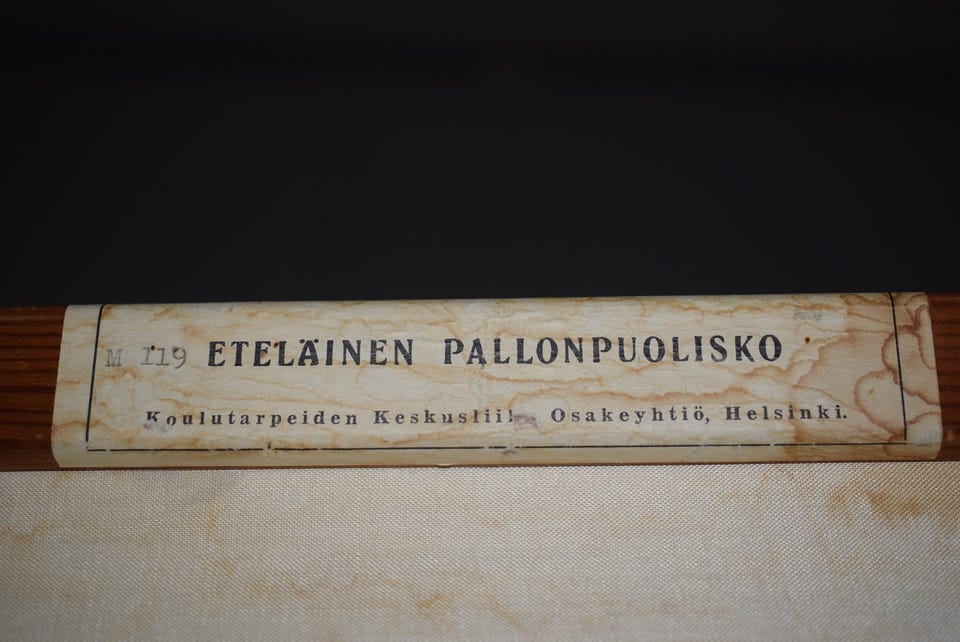 M 119 ETELÄINEN PALLONPUOLISKO
Koulutarpeiden Osakeyhtiö, Helsinki.